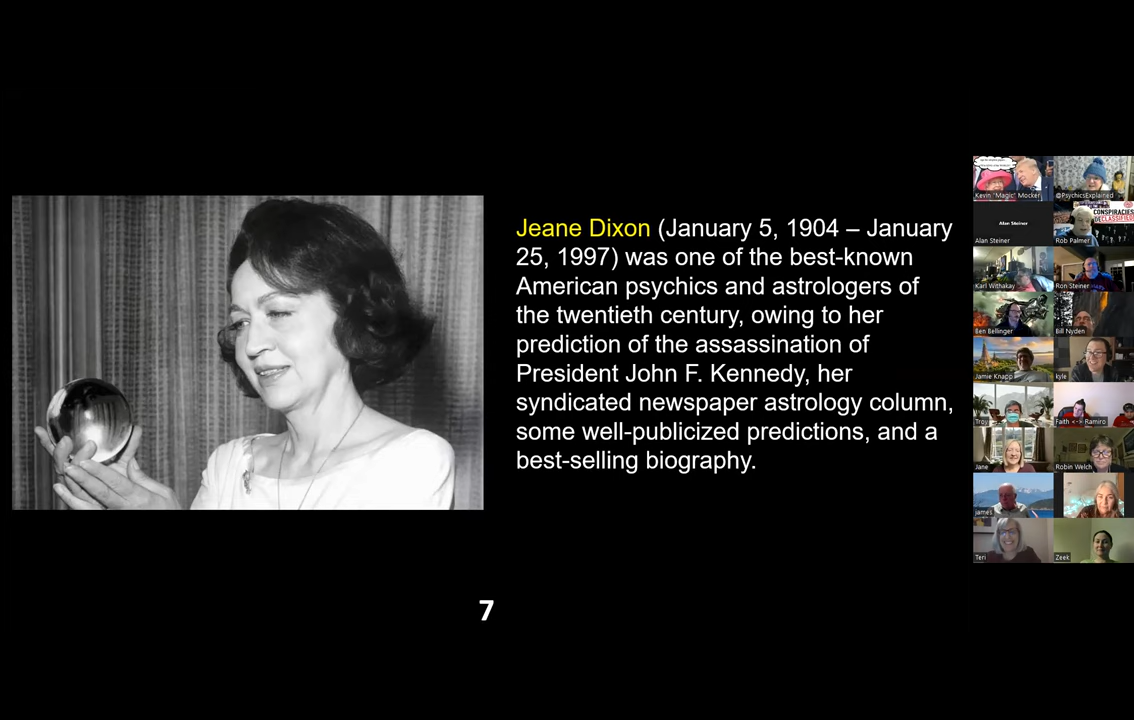 Jeane Dixon (January 5, 1904 – January
25, 1997) was one of the best-known
American psychics and astrologers of
the twentieth century, owing to her
prediction of the assassination of
President John F. Kennedy, her
syndicated newspaper astrology column,
some well-publicized predictions, and a
best-selling biography.
7
Kevin "Magic" Mocker
@PsychicsExplained
Alan Steiner
Alan Steiner
CONSPIRACIES
DECLASSIFIED
Rob Palmer
Karl Withakay
Ron Steiner
Ben Bellinger
Bill Nyden
Jamie Knapp
kyle
Troy
Faith <-> Ramiro
Jane
Robin Welch
james
Teri
Zeek